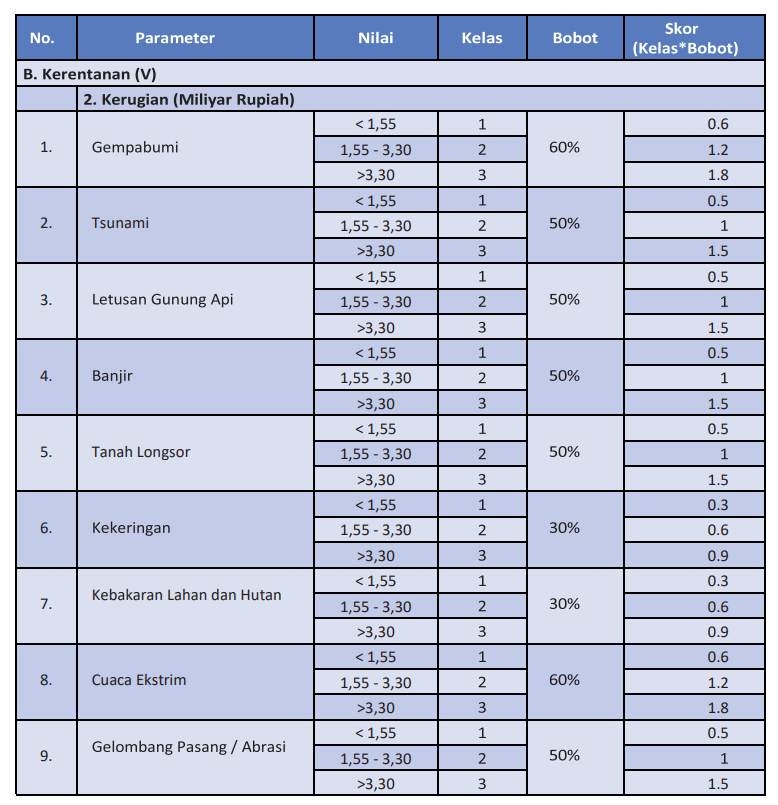 No. Parameter Nilai Kelas Bobot Skor (Kelas*Bobot)
B. Kerentanan (V)
2. Kerugian (Miliyar Rupiah)
1. Gempabumi < 1,55 1 60% 0.6
1,55 - 3,30 2 1.2
>3,30 3 1.8
2. Tsunami < 1,55 1 50% 0.5
1,55 - 3,30 2 1
>3,30 3 1.5
3. Letusan Gunung Api < 1,55 1 50% 0.5
1,55 - 3,30 2 1
>3,30 3 1.5
4. Banjir < 1,55 1 50% 0.5
1,55 - 3,30 2 1
>3,30 3 1.5
5. Tanah Longsor < 1,55 1 50% 0.5
1,55 - 3,30 2 1
>3,30 3 1.5
6. Kekeringan < 1,55 1 30% 0.3
1,55 - 3,30 2 0.6
>3,30 3 0.9
7. Kebakaran Lahan dan Hutan < 1,55 1 30% 0.3
1,55 - 3,30 2 0.6
>3,30 3 0.9
8. Cuaca Ekstrim < 1,55 1 60% 0.6
1,55 - 3,30 2 1.2
>3,30 3 1.8
9. Gelombang Pasang / Abrasi < 1,55 1 50% 0.5
1,55 - 3,30 2 1
>3,30 3 1.5